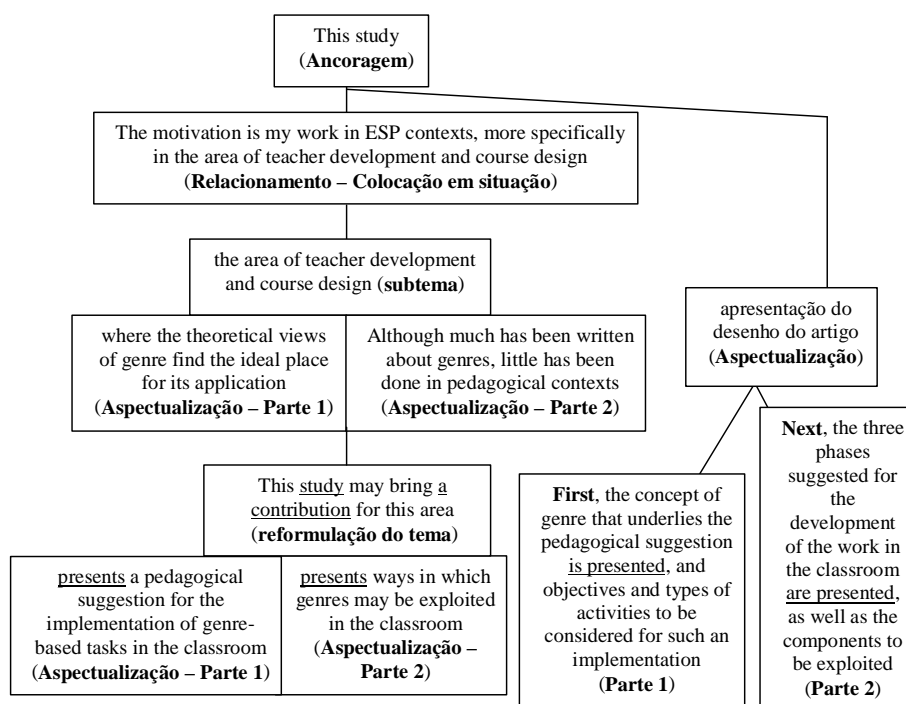 This study
(Ancoragem)
The motivation is my work in ESP contexts, more specifically
in the area of teacher development and course design
(Relacionamento – Colocação em situação)
the area of teacher development
and course design (subtema)
where the theoretical views
of genre find the ideal place
for its application
(Aspectualização – Parte 1)
Although much has been written
about genres, little has been
done in pedagogical contexts
(Aspectualização – Parte 2)
This study may bring a
contribution for this area
(reformulação do tema)
presents a pedagogical
suggestion for the
implementation of genre-
based tasks in the classroom
(Aspectualização – Parte 1)
presents ways in which
genres may be exploited
in the classroom
(Aspectualização –
Parte 2)
apresentação do
desenho do artigo
(Aspectualização)
First, the concept of
genre that underlies the
pedagogical suggestion
is presented, and
objectives and types of
activities to be
considered for such an
implementation
(Parte 1)
Next, the three
phases
suggested for
the
development
of the work in
the classroom
are presented,
as well as the
components to
be exploited
(Parte 2)